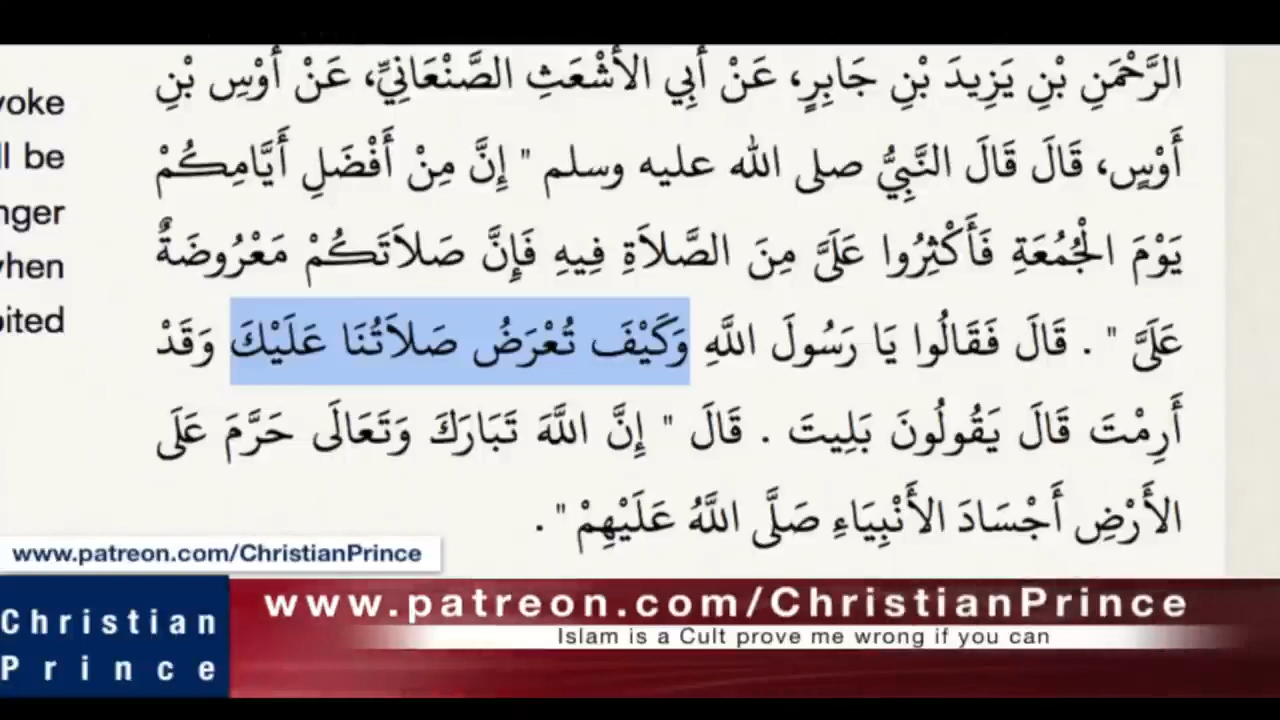 الرَّحْمَنِ بْنِ يَزِيدَ بْنِ جَابِرٍ، عَنْ أَبِي الأَشْعَثِ الصَّنْعَانِيِّ، عَنْ أَوْسِ بْنِ
أَوْسٍ، قَالَ قَالَ النَّبِيُّ صلى الله عليه وسلم " إِنَّ مِنْ أَفْضَلِ أَيَّامِكُمْ
يَوْمَ الْجُمُعَةِ فَأَكْثِرُوا عَلَىَّ مِنَ الصَّلاَةِ فِيهِ فَإِنَّ صَلاَتَكُمْ مَعْرُوضَةٌ
عَلَىَّ " . قَالَ فَقَالُوا يَا رَسُولَ اللَّهِ وَكَيْفَ تُعْرَضُ صَلاَتُنَا عَلَيْكَ وَقَدْ
أَرِمْتَ قَالَ يَقُولُونَ بَلِيتَ . قَالَ " إِنَّ اللَّهَ تَبَارَكَ وَتَعَالَى حَرَّمَ عَلَى
الأَرْضِ أَجْسَادَ الأَنْبِيَاءِ صَلَّى اللَّهُ عَلَيْهِمْ " .
voke
ll be
nger
when
bited
www.patreon.com/ChristianPrince
Christian
Prince
www.patreon.com/ChristianPrince
Islam is a Cult prove me wrong if you can